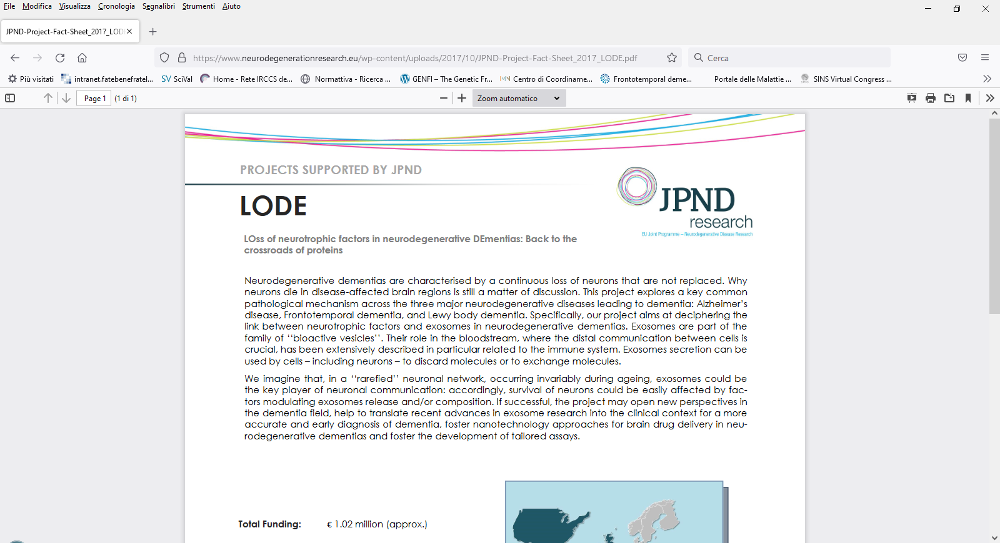 File Modifica Visualizza Cronologia Segnalibri Strumenti Aiuto
JPND-Project-Fact-Sheet_2017_LOD
https://www.neurodegenerationresearch.eu/wp-content/uploads/2017/10/JPND-Project-Fact-Sheet_2017_LODE.pdf
Cerca
Più visitati intranet.fatebenefratel... SV SciVal Home - Rete IRCCS de... Normattiva - Ricerca ... GENFI – The Genetic Fr... Centro di Coordiname... Frontotemporal deme... Portale delle Malattie ... SINS Virtual Congress ...
Page 1 (1 di 1) Zoom automatico
PROJECTS SUPPORTED BY JPND
JPND
research
EU Joint Programme – Neurodegenerative Disease Research
LODE
LOss of neurotrophic factors in neurodegenerative DEmentias: Back to the
crossroads of proteins
Neurodegenerative dementias are characterised by a continuous loss of neurons that are not replaced. Why
neurons die in disease-affected brain regions is still a matter of discussion. This project explores a key common
pathological mechanism across the three major neurodegenerative diseases leading to dementia: Alzheimer's
disease, Frontotemporal dementia, and Lewy body dementia. Specifically, our project aims at deciphering the
link between neurotrophic factors and exosomes in neurodegenerative dementias. Exosomes are part of the
family of ‘‘bioactive vesicles’’. Their role in the bloodstream, where the distal communication between cells is
crucial, has been extensively described in particular related to the immune system. Exosomes secretion can be
used by cells – including neurons – to discard molecules or to exchange molecules.
We imagine that, in a ‘‘rarefied’’ neuronal network, occurring invariably during ageing, exosomes could be
the key player of neuronal communication: accordingly, survival of neurons could be easily affected by fac-
tors modulating exosomes release and/or composition. If successful, the project may open new perspectives in
the dementia field, help to translate recent advances in exosome research into the clinical context for a more
accurate and early diagnosis of dementia, foster nanotechnology approaches for brain drug delivery in neu-
rodegenerative dementias and foster the development of tailored assays.
Total Funding: € 1.02 million (approx.)